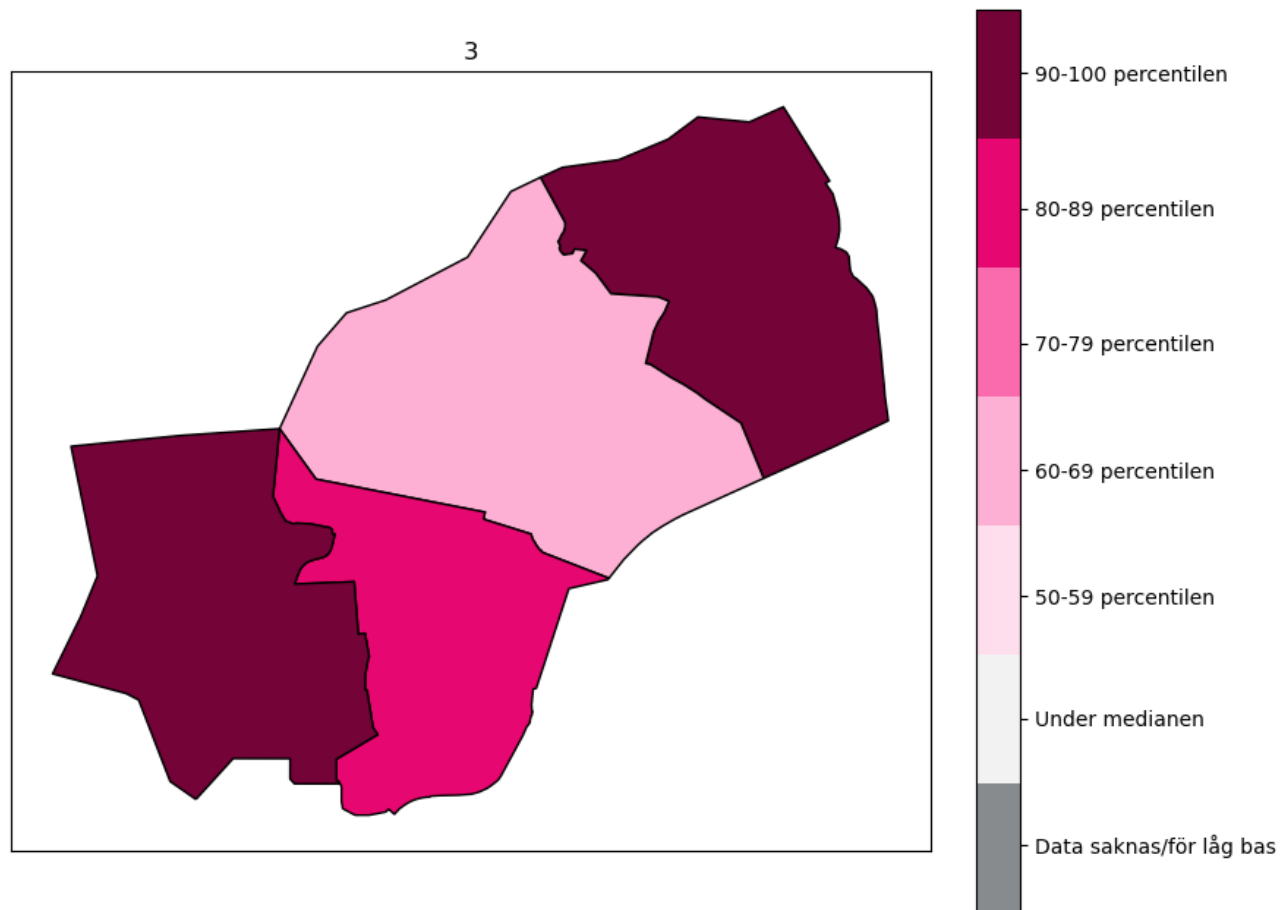 3
90-100 percentilen
80-89 percentilen
70-79 percentilen
60-69 percentilen
50-59 percentilen
Under medianen
Data saknas/för låg bas